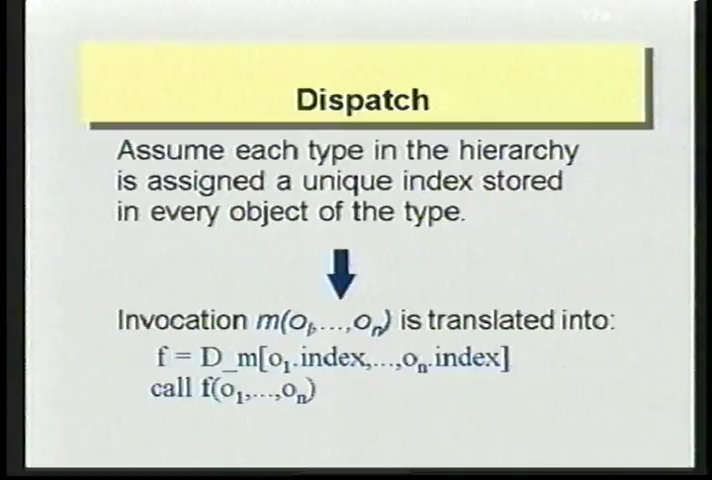 Dispatch
Assume each type in the hierarchy
is assigned a unique index stored
in every object of the type.
Invocation m(o₁,...,oₙ) is translated into:
f = D_m[o₁.index,...,oₙ.index]
call f(o₁,...,oₙ)